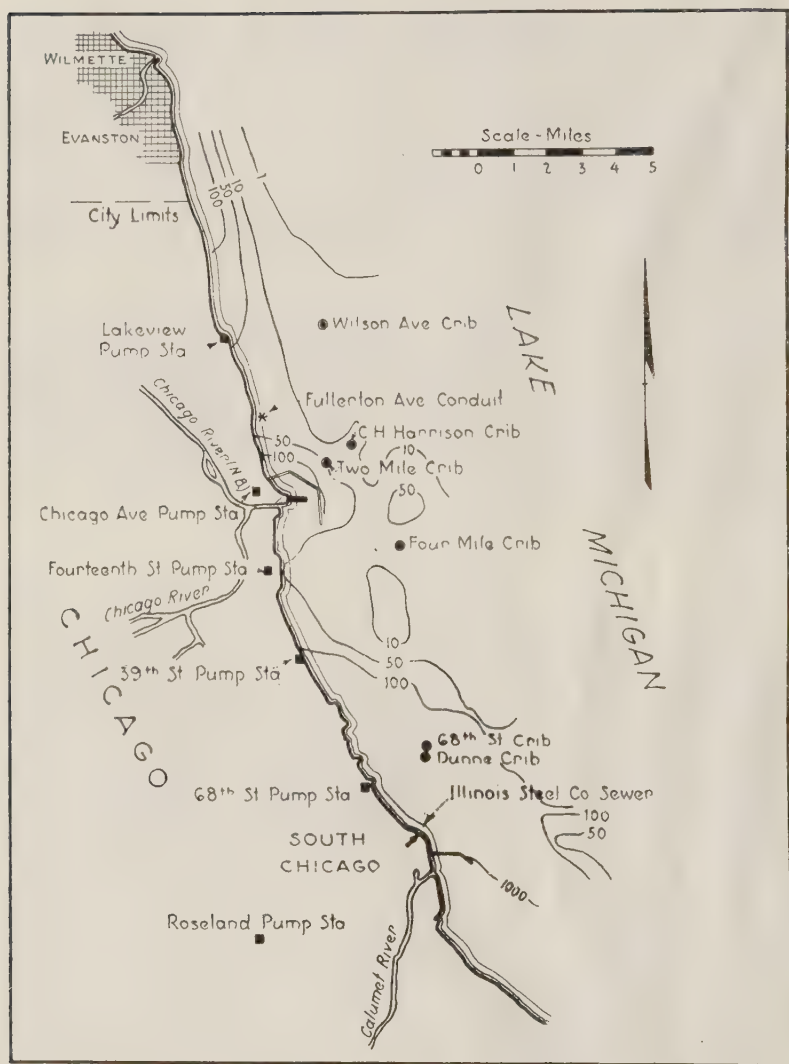 WILMETTE
EVANSTON
City Limits
Scale-Miles
0 1 2 3 4 5
100
50
10
1
Lakeview
Pump Sta
Wilson Ave Crib
LAKE
Fullerton Ave Conduit
Chicago River (N.B.)
C H Harrison Crib
50
100
10
Two Mile Crib
50
Chicago Ave Pump Sta
Four Mile Crib
Fourteenth St Pump Sta
MICHIGAN
Chicago River
CHICAGO
10
50
100
39th St Pump Sta
68th St Crib
Dunne Crib
68th St Pump Sta
Illinois Steel Co Sewer
100
50
SOUTH
CHICAGO
1000
Roseland Pump Sta
Calumet River